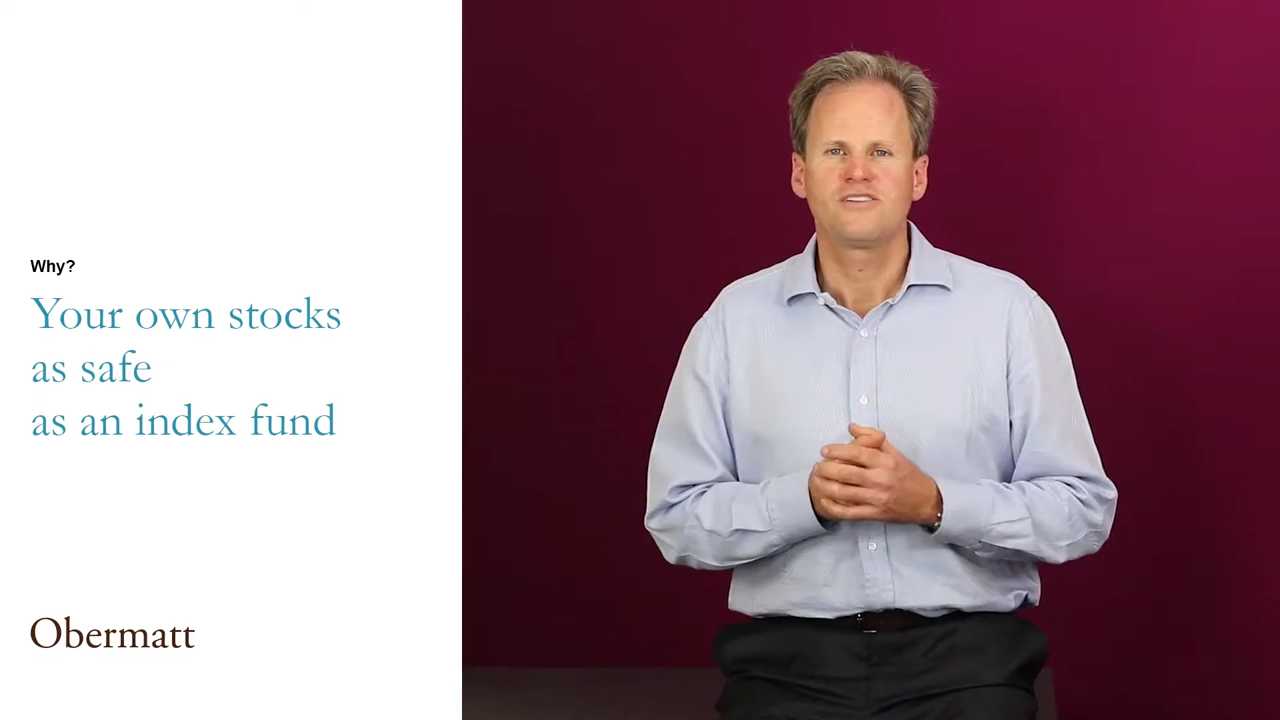 Why?
Your own stocks
as safe
as an index fund
Obermatt